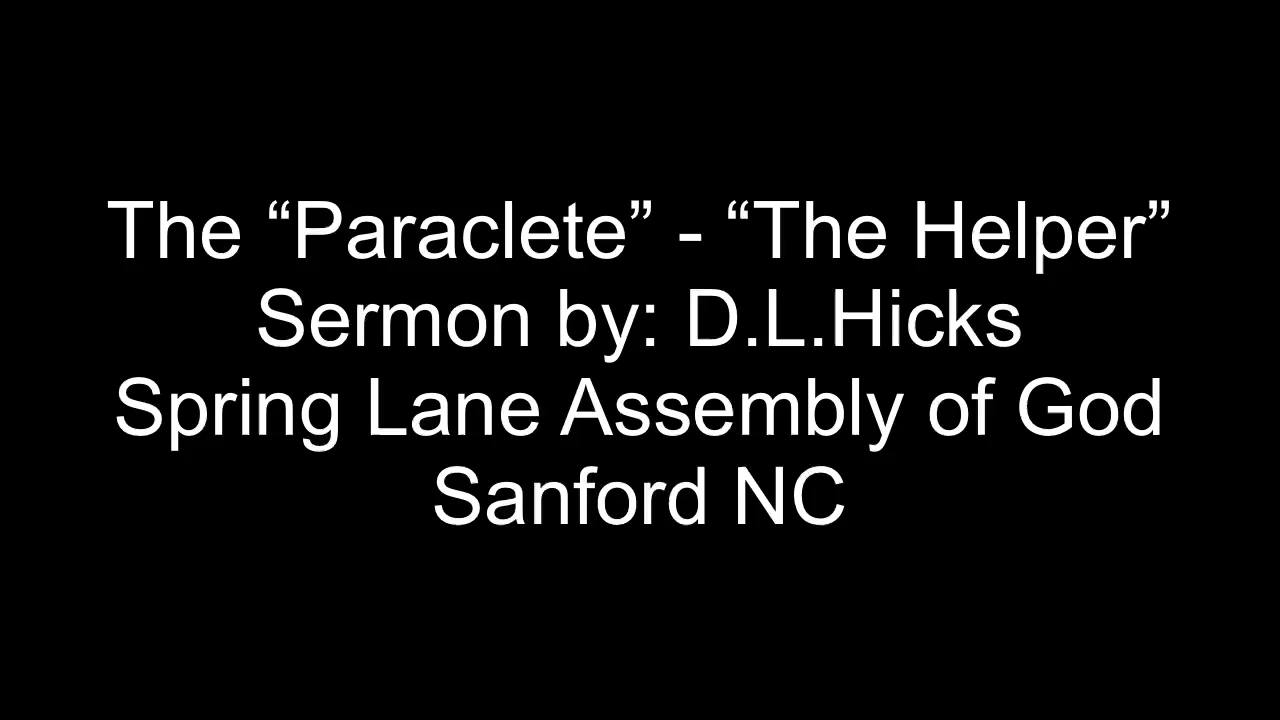 The “Paraclete” - “The Helper”
Sermon by: D.L.Hicks
Spring Lane Assembly of God
Sanford NC